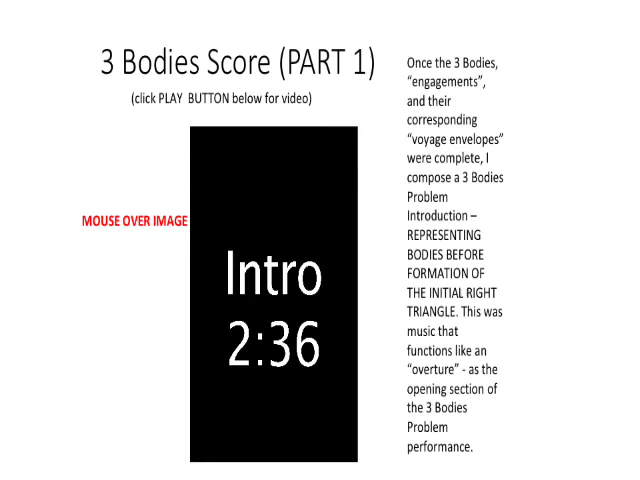 3 Bodies Score (PART 1)
(click PLAY  BUTTON below for video)
MOUSE OVER IMAGE
Intro
2:36
Once the 3 Bodies,
“engagements”,
and their
corresponding
“voyage envelopes”
were complete, I
compose a 3 Bodies
Problem
Introduction –
REPRESENTING
BODIES BEFORE
FORMATION OF
THE INITIAL RIGHT
TRIANGLE. This was
music that
functions like an
“overture” - as the
opening section of
the 3 Bodies
Problem
performance.